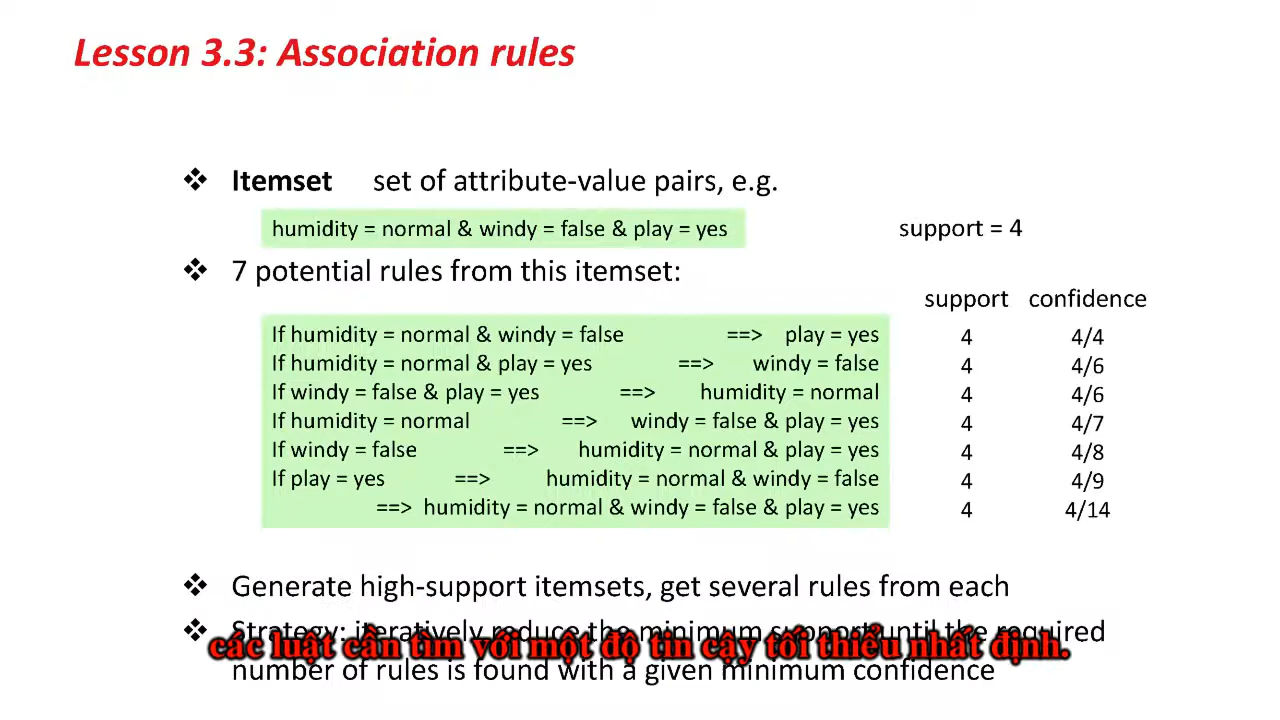 Lesson 3.3: Association rules
❖ Itemset set of attribute-value pairs, e.g.
humidity = normal & windy = false & play = yes support = 4
❖ 7 potential rules from this itemset:
support confidence
If humidity = normal & windy = false ==> play = yes 4 4/4
If humidity = normal & play = yes ==> windy = false 4 4/6
If windy = false & play = yes ==> humidity = normal 4 4/6
If humidity = normal ==> windy = false & play = yes 4 4/7
If windy = false ==> humidity = normal & play = yes 4 4/8
If play = yes ==> humidity = normal & windy = false 4 4/9
==> humidity = normal & windy = false & play = yes 4 4/14
❖ Generate high-support itemsets, get several rules from each
❖ Strategy: iteratively reduce the minimum support until the required
các luật cần tìm với một độ tin cậy tối thiểu nhất định.
number of rules is found with a given minimum confidence